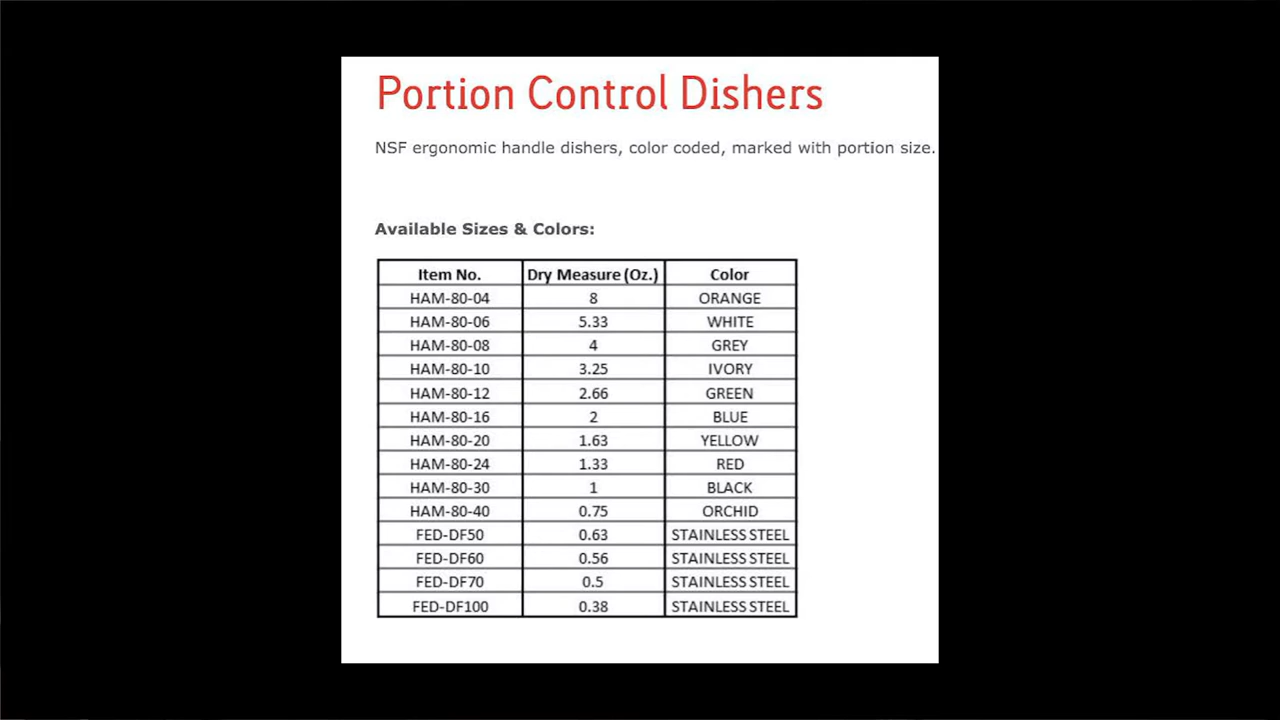 Portion Control Dishers
NSF ergonomic handle dishers, color coded, marked with portion size.
Available Sizes & Colors:
Item No. Dry Measure (Oz.) Color
HAM-80-04 8 ORANGE
HAM-80-06 5.33 WHITE
HAM-80-08 4 GREY
HAM-80-10 3.25 IVORY
HAM-80-12 2.66 GREEN
HAM-80-16 2 BLUE
HAM-80-20 1.63 YELLOW
HAM-80-24 1.33 RED
HAM-80-30 1 BLACK
HAM-80-40 0.75 ORCHID
FED-DF50 0.63 STAINLESS STEEL
FED-DF60 0.56 STAINLESS STEEL
FED-DF70 0.5 STAINLESS STEEL
FED-DF100 0.38 STAINLESS STEEL